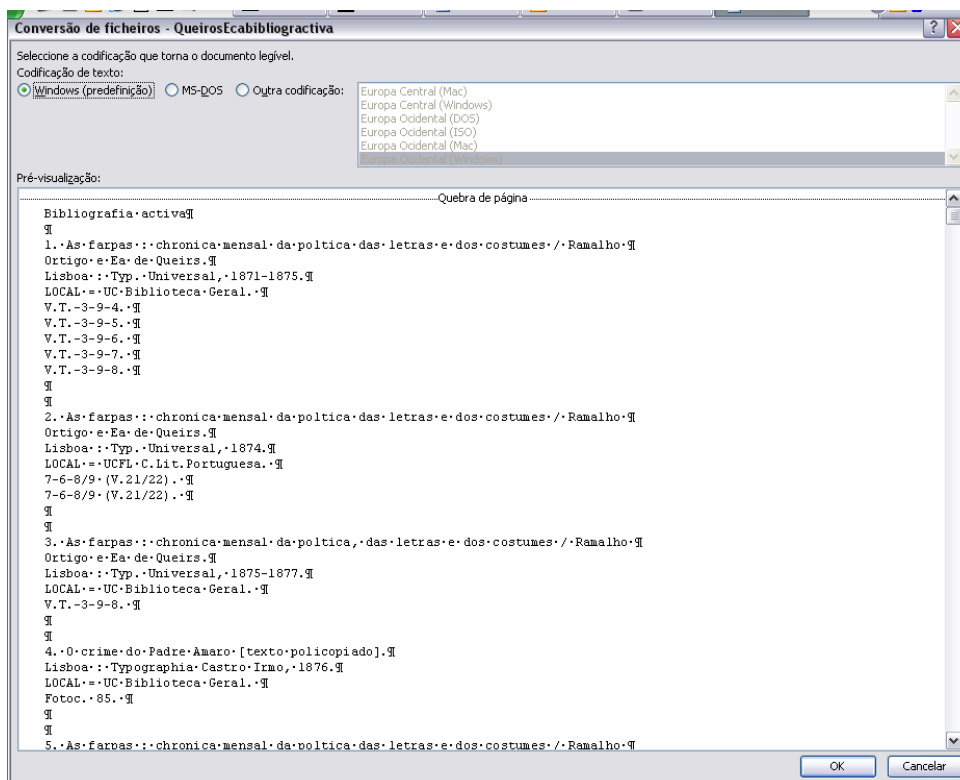 Conversão de ficheiros - QueirosEcabibliogractiva
Seleccione a codificação que torna o documento legível.
Codificação de texto:
Windows (predefinição) MS-DOS Outra codificação:
Europa Central (Mac)
Europa Central (Windows)
Europa Ocidental (DOS)
Europa Ocidental (ISO)
Europa Ocidental (Mac)
Europa Ocidental (Windows)
Pré-visualização:
Quebra de página
Bibliografia·activa¶
¶
1.·As·farpas·:·chronica·mensal·da·poltica·das·letras·e·dos·costumes·/·Ramalho·¶
Ortigo·e·Ea·de·Queirs.¶
Lisboa·:·Typ.·Universal,·1871-1875.¶
LOCAL·=·UC·Biblioteca·Geral.·¶
V.T.-3-9-4.·¶
V.T.-3-9-5.·¶
V.T.-3-9-6.·¶
V.T.-3-9-7.·¶
V.T.-3-9-8.·¶
¶
¶
2.·As·farpas·:·chronica·mensal·da·poltica·das·letras·e·dos·costumes·/·Ramalho·¶
Ortigo·e·Ea·de·Queirs.¶
Lisboa·:·Typ.·Universal,·1874.¶
LOCAL·=·UCFL·C.Lit.Portuguesa.·¶
7-6-8/9·(V.21/22).·¶
7-6-8/9·(V.21/22).·¶
¶
¶
3.·As·farpas·:·chronica·mensal·da·poltica,·das·letras·e·dos·costumes·/·Ramalho·¶
Ortigo·e·Ea·de·Queirs.¶
Lisboa·:·Typ.·Universal,·1875-1877.¶
LOCAL·=·UC·Biblioteca·Geral.·¶
V.T.-3-9-8.·¶
¶
¶
4.·O·crime·do·Padre·Amaro·[texto·policopiado].¶
Lisboa·:·Typographia·Castro·Irmo,·1876.¶
LOCAL·=·UC·Biblioteca·Geral.·¶
Fotoc.·85.·¶
¶
¶
5.·As·farpas·:·chronica·mensal·da·poltica·das·letras·e·dos·costumes·/·Ramalho·¶
OK Cancelar